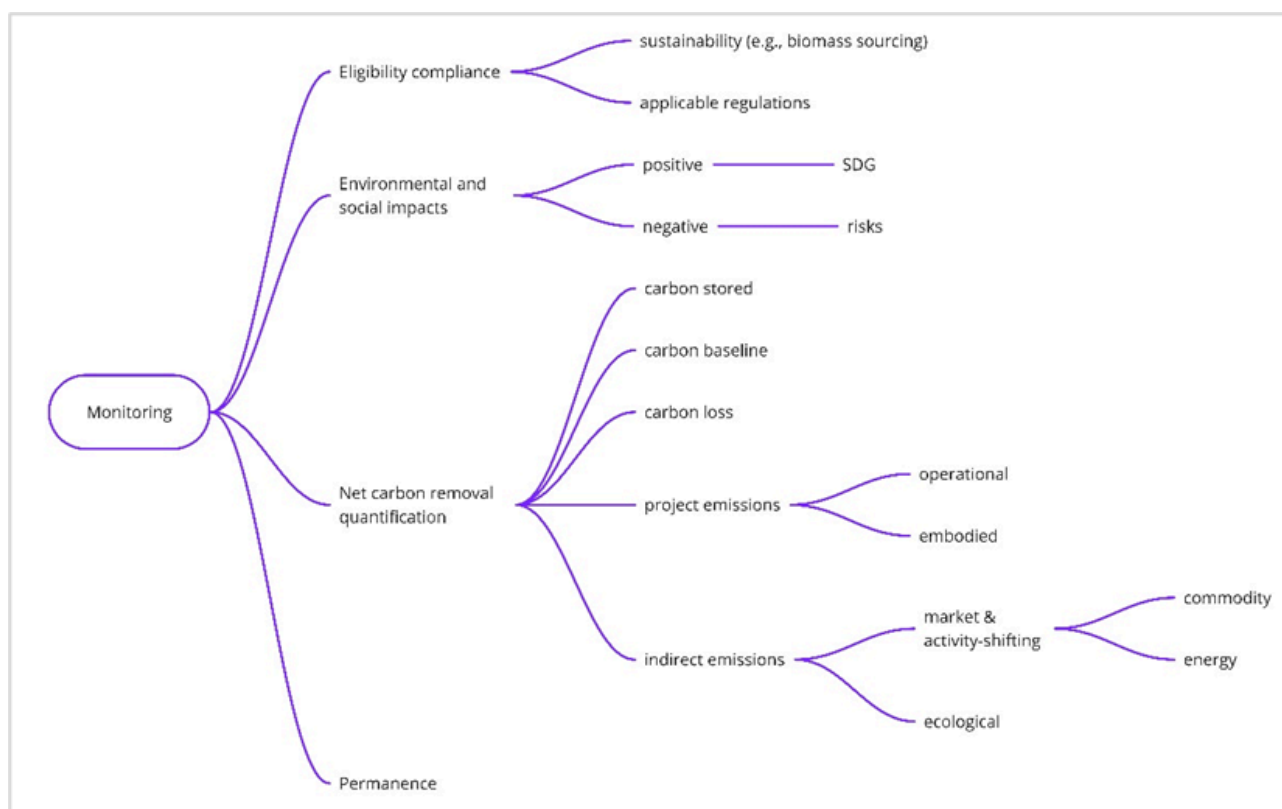 Monitoring
Eligibility compliance
sustainability (e.g., biomass sourcing)
applicable regulations
Environmental and
social impacts
positive
SDG
negative
risks
Net carbon removal
quantification
carbon stored
carbon baseline
carbon loss
project emissions
operational
embodied
indirect emissions
market &
activity-shifting
commodity
energy
ecological
Permanence